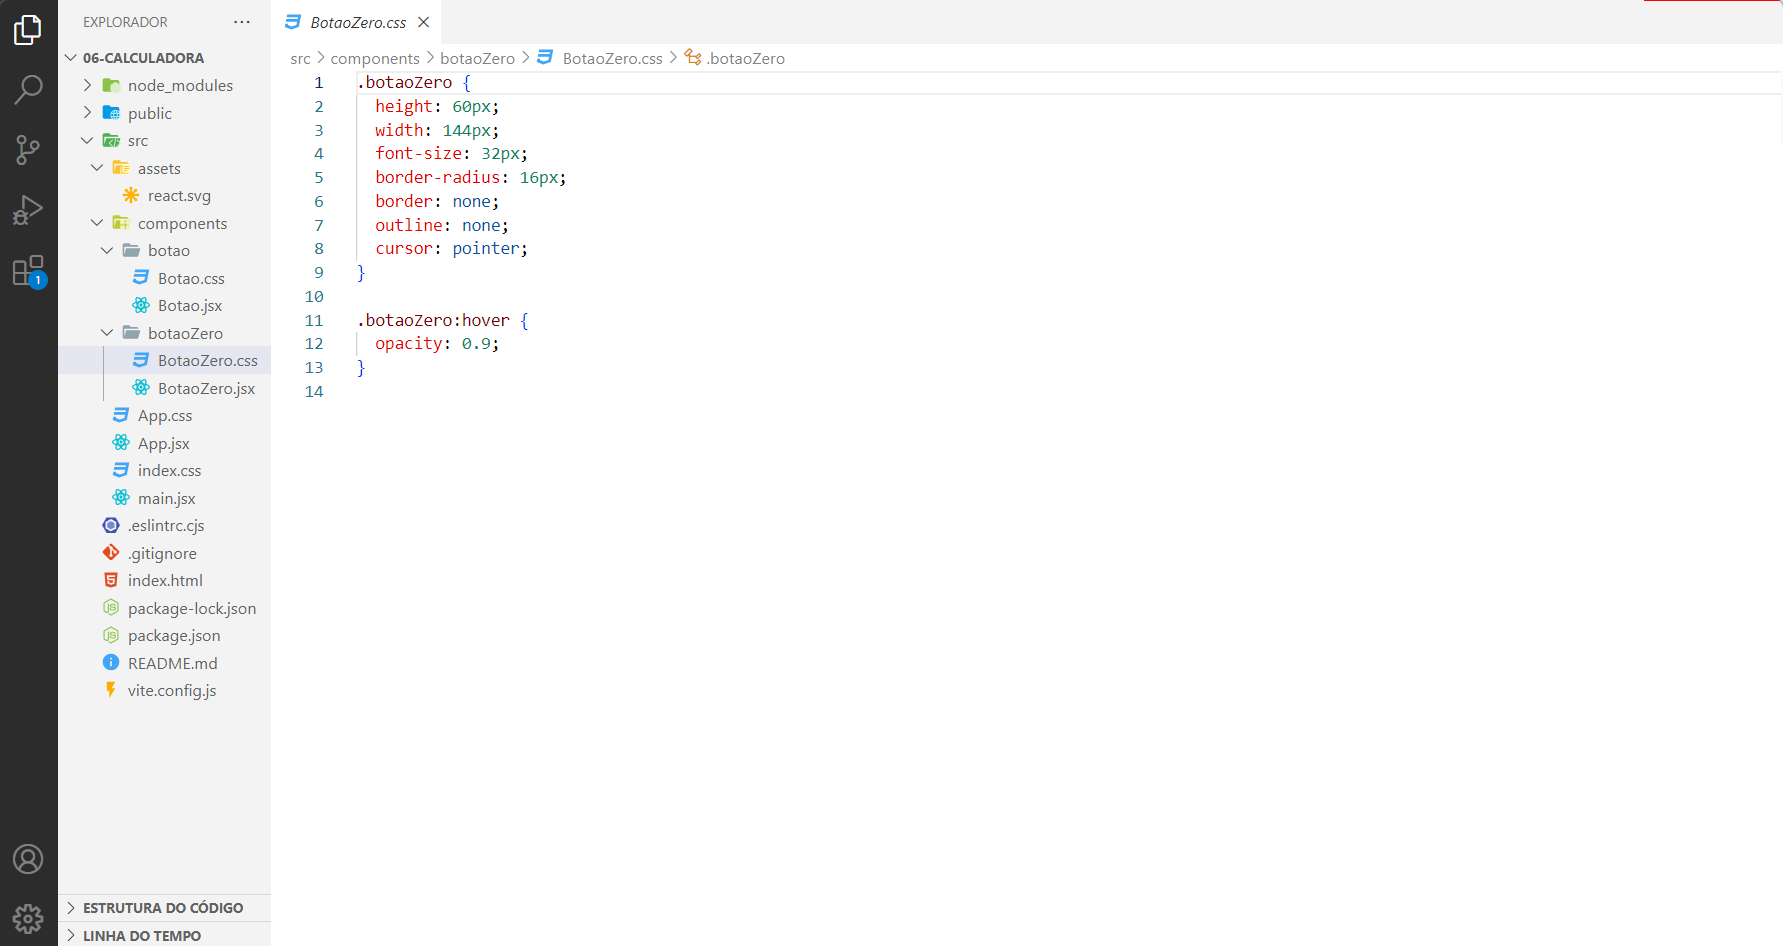 EXPLORADOR
06-CALCULADORA
node_modules
public
src
assets
react.svg
components
botao
Botao.css
Botao.jsx
botaoZero
BotaoZero.css
BotaoZero.jsx
App.css
App.jsx
index.css
main.jsx
.eslintrc.cjs
.gitignore
index.html
package-lock.json
package.json
README.md
vite.config.js
ESTRUTURA DO CÓDIGO
LINHA DO TEMPO
1
BotaoZero.css
src > components > botaoZero > BotaoZero.css > .botaoZero
1 .botaoZero {
2 height: 60px;
3 width: 144px;
4 font-size: 32px;
5 border-radius: 16px;
6 border: none;
7 outline: none;
8 cursor: pointer;
9 }
10
11 .botaoZero:hover {
12 opacity: 0.9;
13 }
14